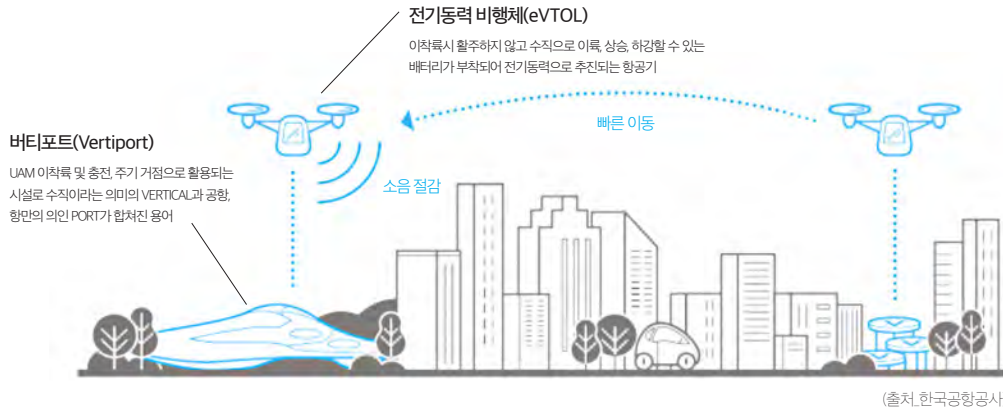 전기동력 비행체(eVTOL)
이착륙시 활주하지 않고 수직으로 이륙, 상승, 하강할 수 있는
배터리가 부착되어 전기동력으로 추진되는 항공기
빠른 이동
버티포트(Vertiport)
UAM 이착륙 및 충전, 주기 거점으로 활용되는
시설로 수직이라는 의미의 VERTICAL과 공항,
항만의 의인 PORT가 합쳐진 용어
소음 절감
(출처_한국공항공사